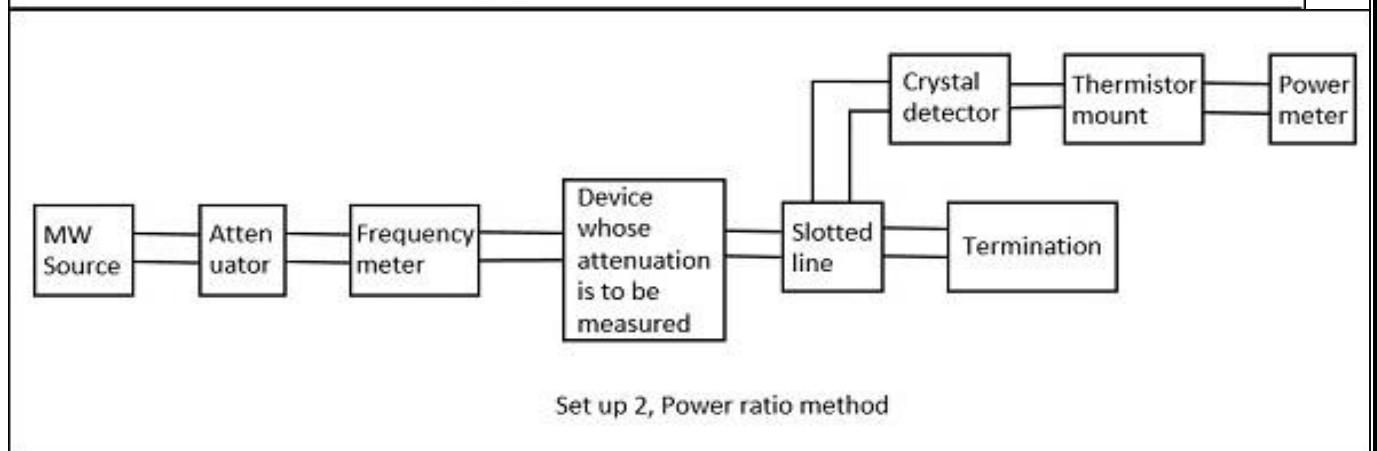 MW
Source
Atten
uator
Frequency
meter
Device
whose
attenuation
is to be
measured
Slotted
line
Termination
Crystal
detector
Thermistor
mount
Power
meter
Set up 2, Power ratio method